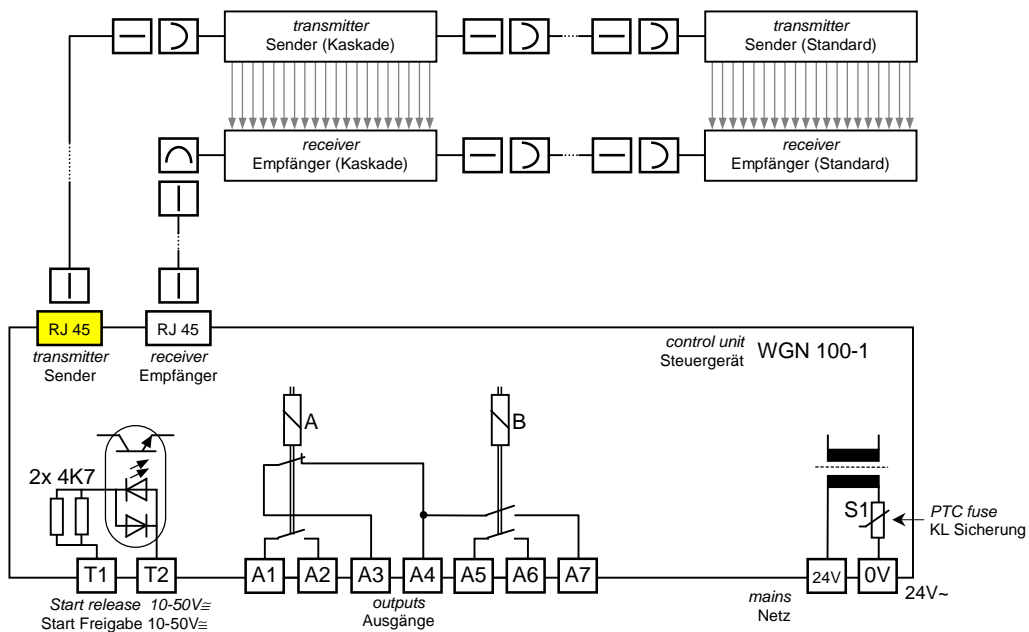 transmitter
Sender (Kaskade)
transmitter
Sender (Standard)
receiver
Empfänger (Kaskade)
receiver
Empfänger (Standard)
RJ 45
RJ 45
transmitter
Sender
receiver
Empfänger
control unit
Steuergerät
WGN 100-1
A
B
2x 4K7
S1
PTC fuse
KL Sicherung
T1
T2
A1
A2
A3
A4
A5
A6
A7
24V
0V
24V~
Start release 10-50V≅
Start Freigabe 10-50V≅
outputs
Ausgänge
mains
Netz